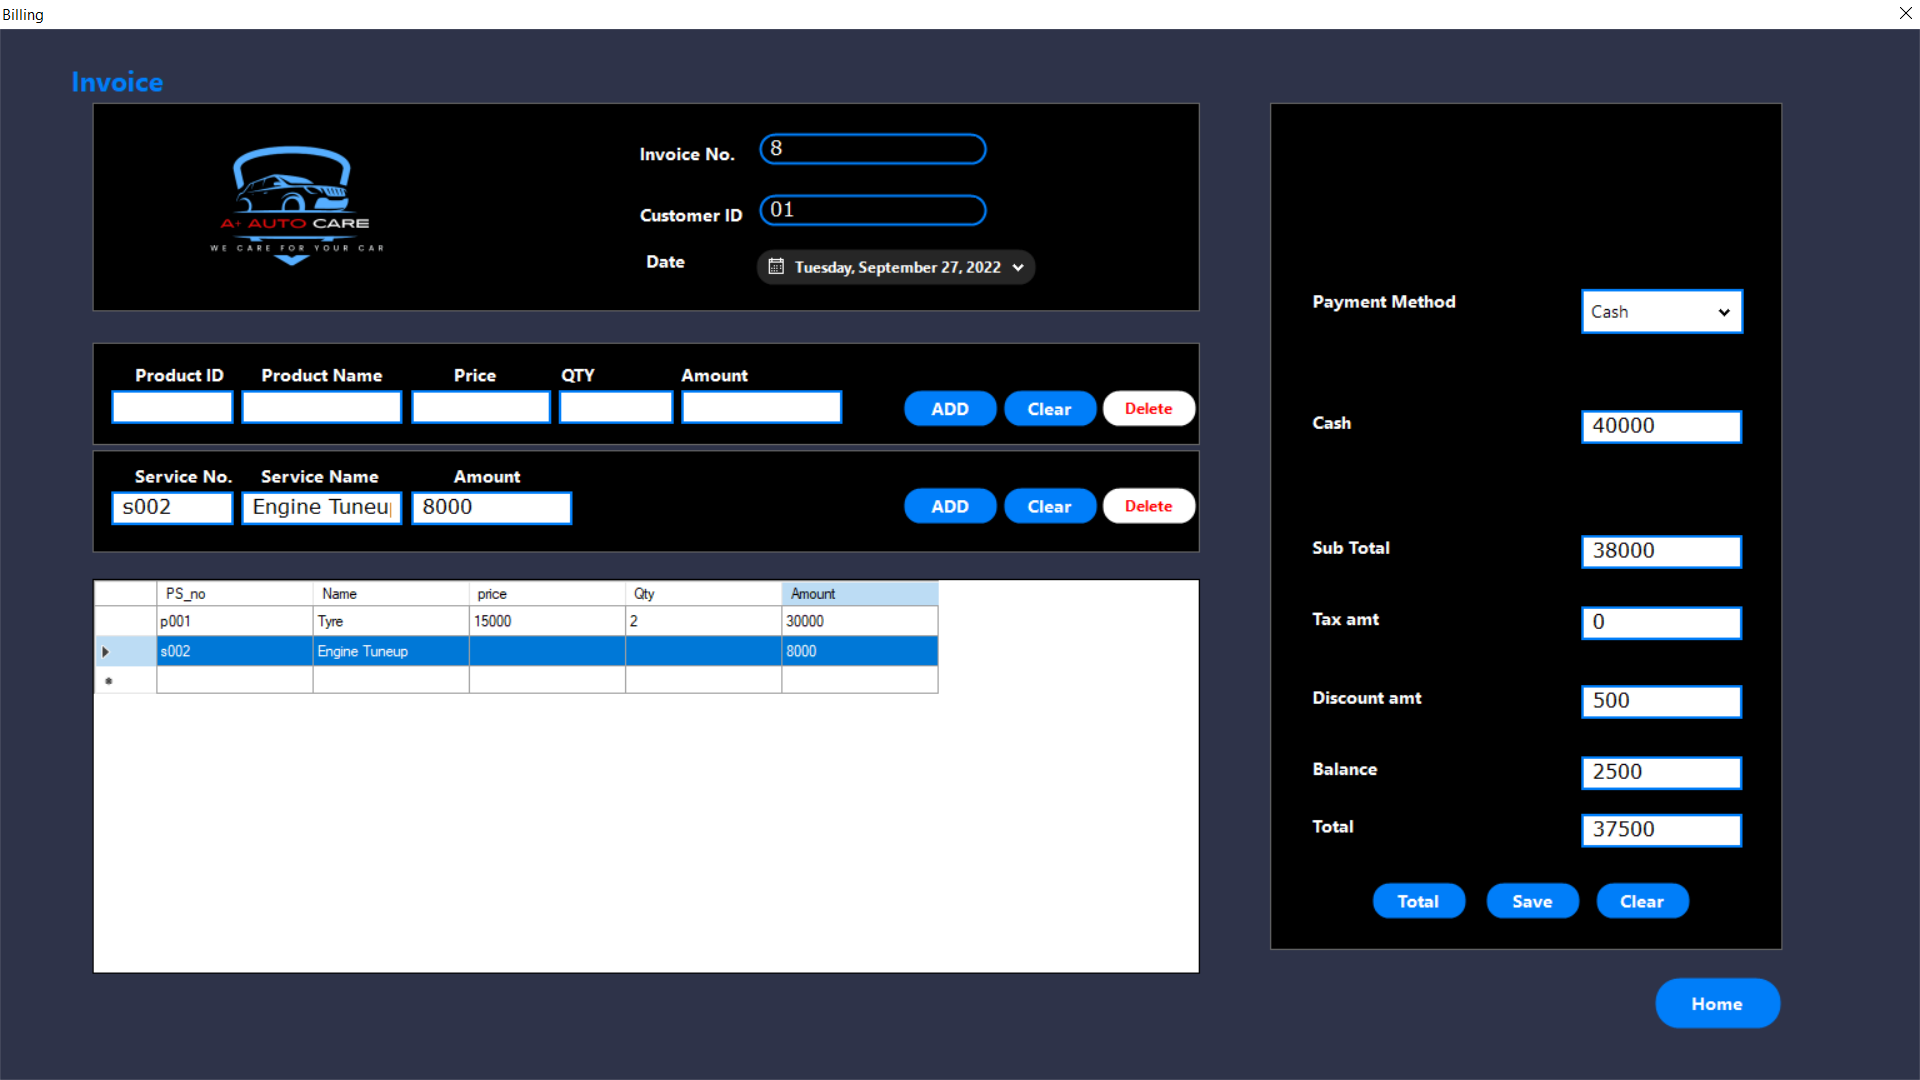 Billing
Invoice
A+ AUTO CARE
WE CARE FOR YOUR CAR
Invoice No. 8
Customer ID 01
Date Tuesday, September 27, 2022
Product ID Product Name Price QTY Amount
ADD Clear Delete
Service No. Service Name Amount
s002 Engine Tuneup 8000
ADD Clear Delete
PS_no Name price Qty Amount
p001 Tyre 15000 2 30000
s002 Engine Tuneup 8000
Payment Method Cash
Cash 40000
Sub Total 38000
Tax amt 0
Discount amt 500
Balance 2500
Total 37500
Total Save Clear
Home